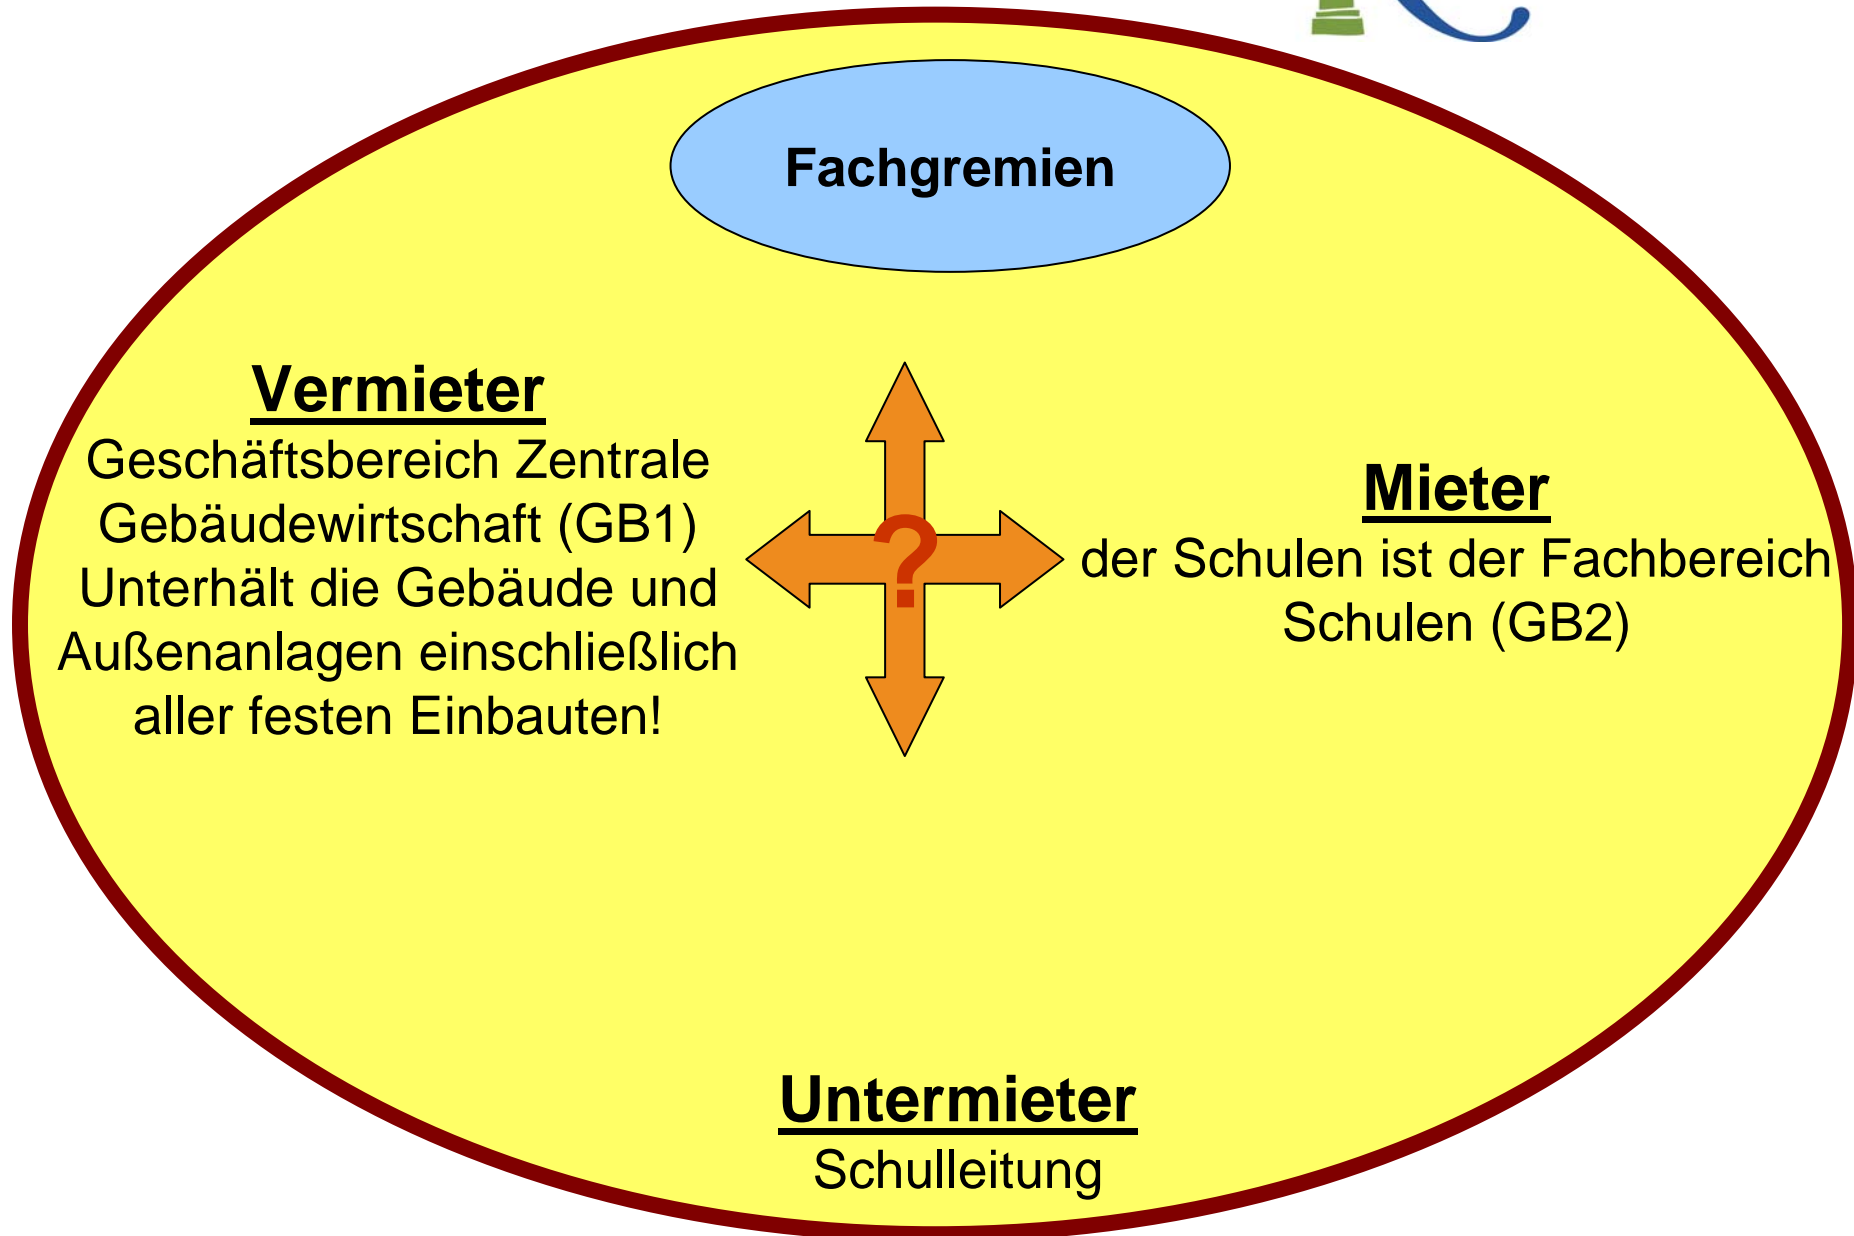 Fachgremien
Vermieter
Geschäftsbereich Zentrale
Gebäudewirtschaft (GB1)
Unterhält die Gebäude und
Außenanlagen einschließlich
aller festen Einbauten!
?
Mieter
der Schulen ist der Fachbereich
Schulen (GB2)
Untermieter
Schulleitung